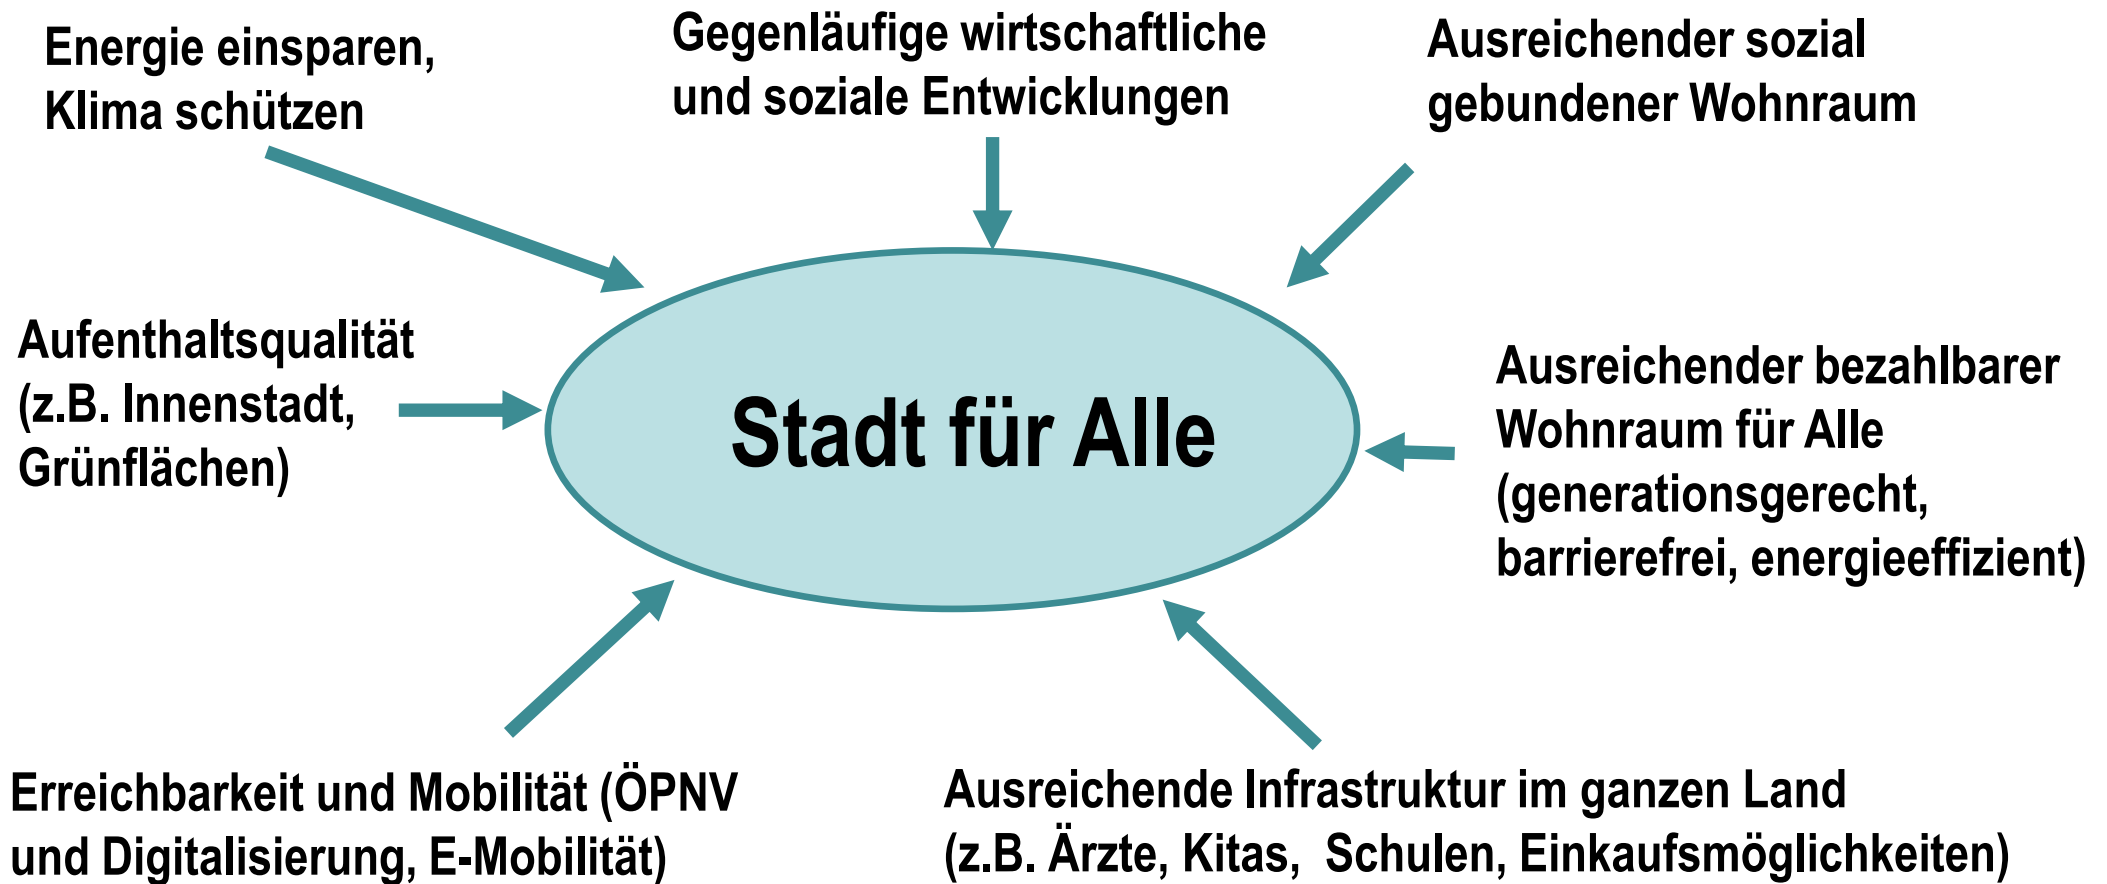 Energie einsparen,
Klima schützen
Gegenläufige wirtschaftliche
und soziale Entwicklungen
Ausreichender sozial
gebundener Wohnraum
Aufenthaltsqualität
(z.B. Innenstadt,
Grünflächen)
Stadt für Alle
Ausreichender bezahlbarer
Wohnraum für Alle
(generationsgerecht,
barrierefrei, energieeffizient)
Erreichbarkeit und Mobilität (ÖPNV
und Digitalisierung, E-Mobilität)
Ausreichende Infrastruktur im ganzen Land
(z.B. Ärzte, Kitas,  Schulen, Einkaufsmöglichkeiten)